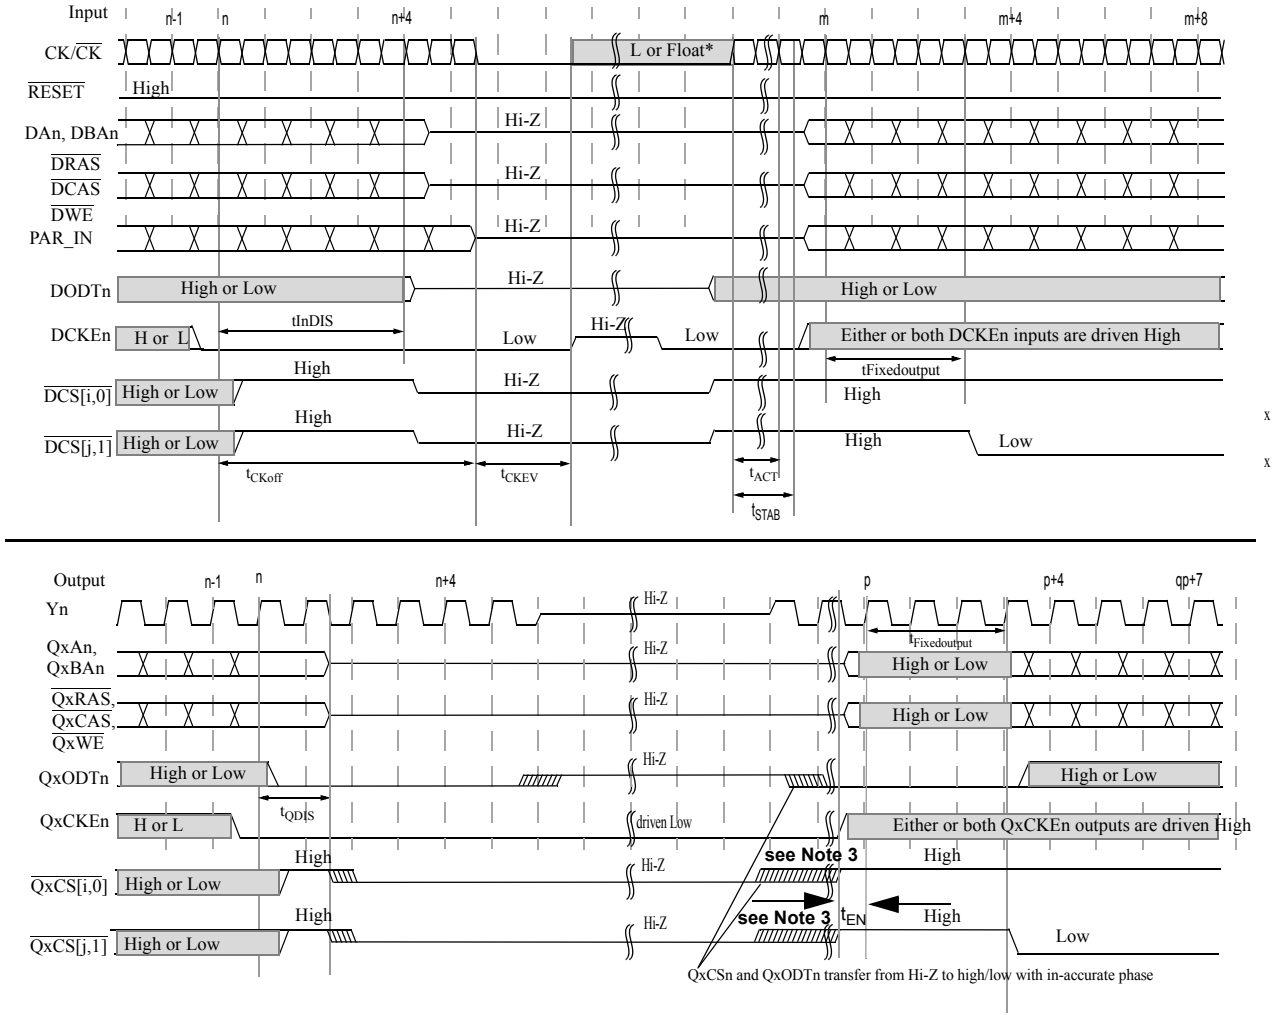 Input n-1 n n+4 m m+4 m+8
CK/CK L or Float*
RESET High
DAn, DBAn Hi-Z
DRAS
DCAS Hi-Z
DWE
PAR_IN Hi-Z
DODTn High or Low Hi-Z High or Low
tInDIS
DCKEn H or L Low Hi-Z Low Either or both DCKEn inputs are driven High
tFixedoutput
DCS[i,0] High or Low High Hi-Z High
x
DCS[j,1] High or Low High Hi-Z High Low
x
tCKoff tCKEV tACT
tSTAB
Output n-1 n n+4 p p+4 qp+7
Yn Hi-Z
tFixedoutput
QxAn,
QxBAn Hi-Z High or Low
QxRAS,
QxCAS, Hi-Z High or Low
QxWE
QxODTn High or Low Hi-Z High or Low
tQDIS
QxCKEn H or L driven Low Either or both QxCKEn outputs are driven High
see Note 3
QxCS[i,0] High or Low High Hi-Z High
see Note 3 tEN
QxCS[j,1] High or Low High Hi-Z High Low
QxCSn and QxODTn transfer from Hi-Z to high/low with in-accurate phase